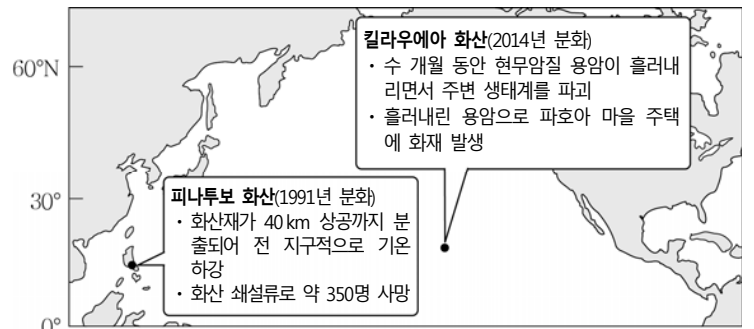 킬라우에아 화산(2014년 분화)
· 수 개월 동안 현무암질 용암이 흘러내
리면서 주변 생태계를 파괴
· 흘러내린 용암으로 파호아 마을 주택
에 화재 발생
60°N
30°
피나투보 화산(1991년 분화)
· 화산재가 40 km 상공까지 분
출되어 전 지구적으로 기온
하강
· 화산 쇄설류로 약 350명 사망
0°